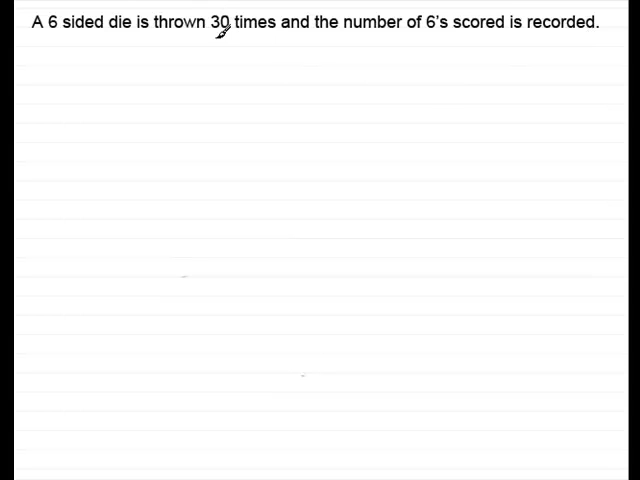 A 6 sided die is thrown 30 times and the number of 6's scored is recorded.